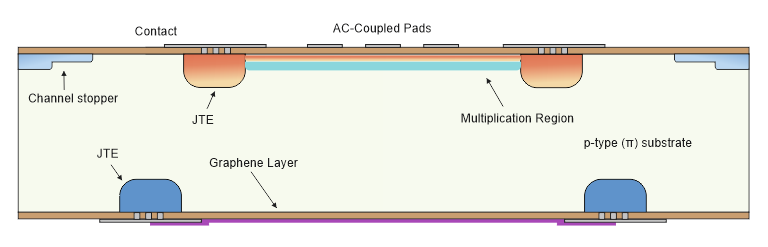 Contact
AC-Coupled Pads
Channel stopper
JTE
Multiplication Region
p-type (π) substrate
JTE
Graphene Layer